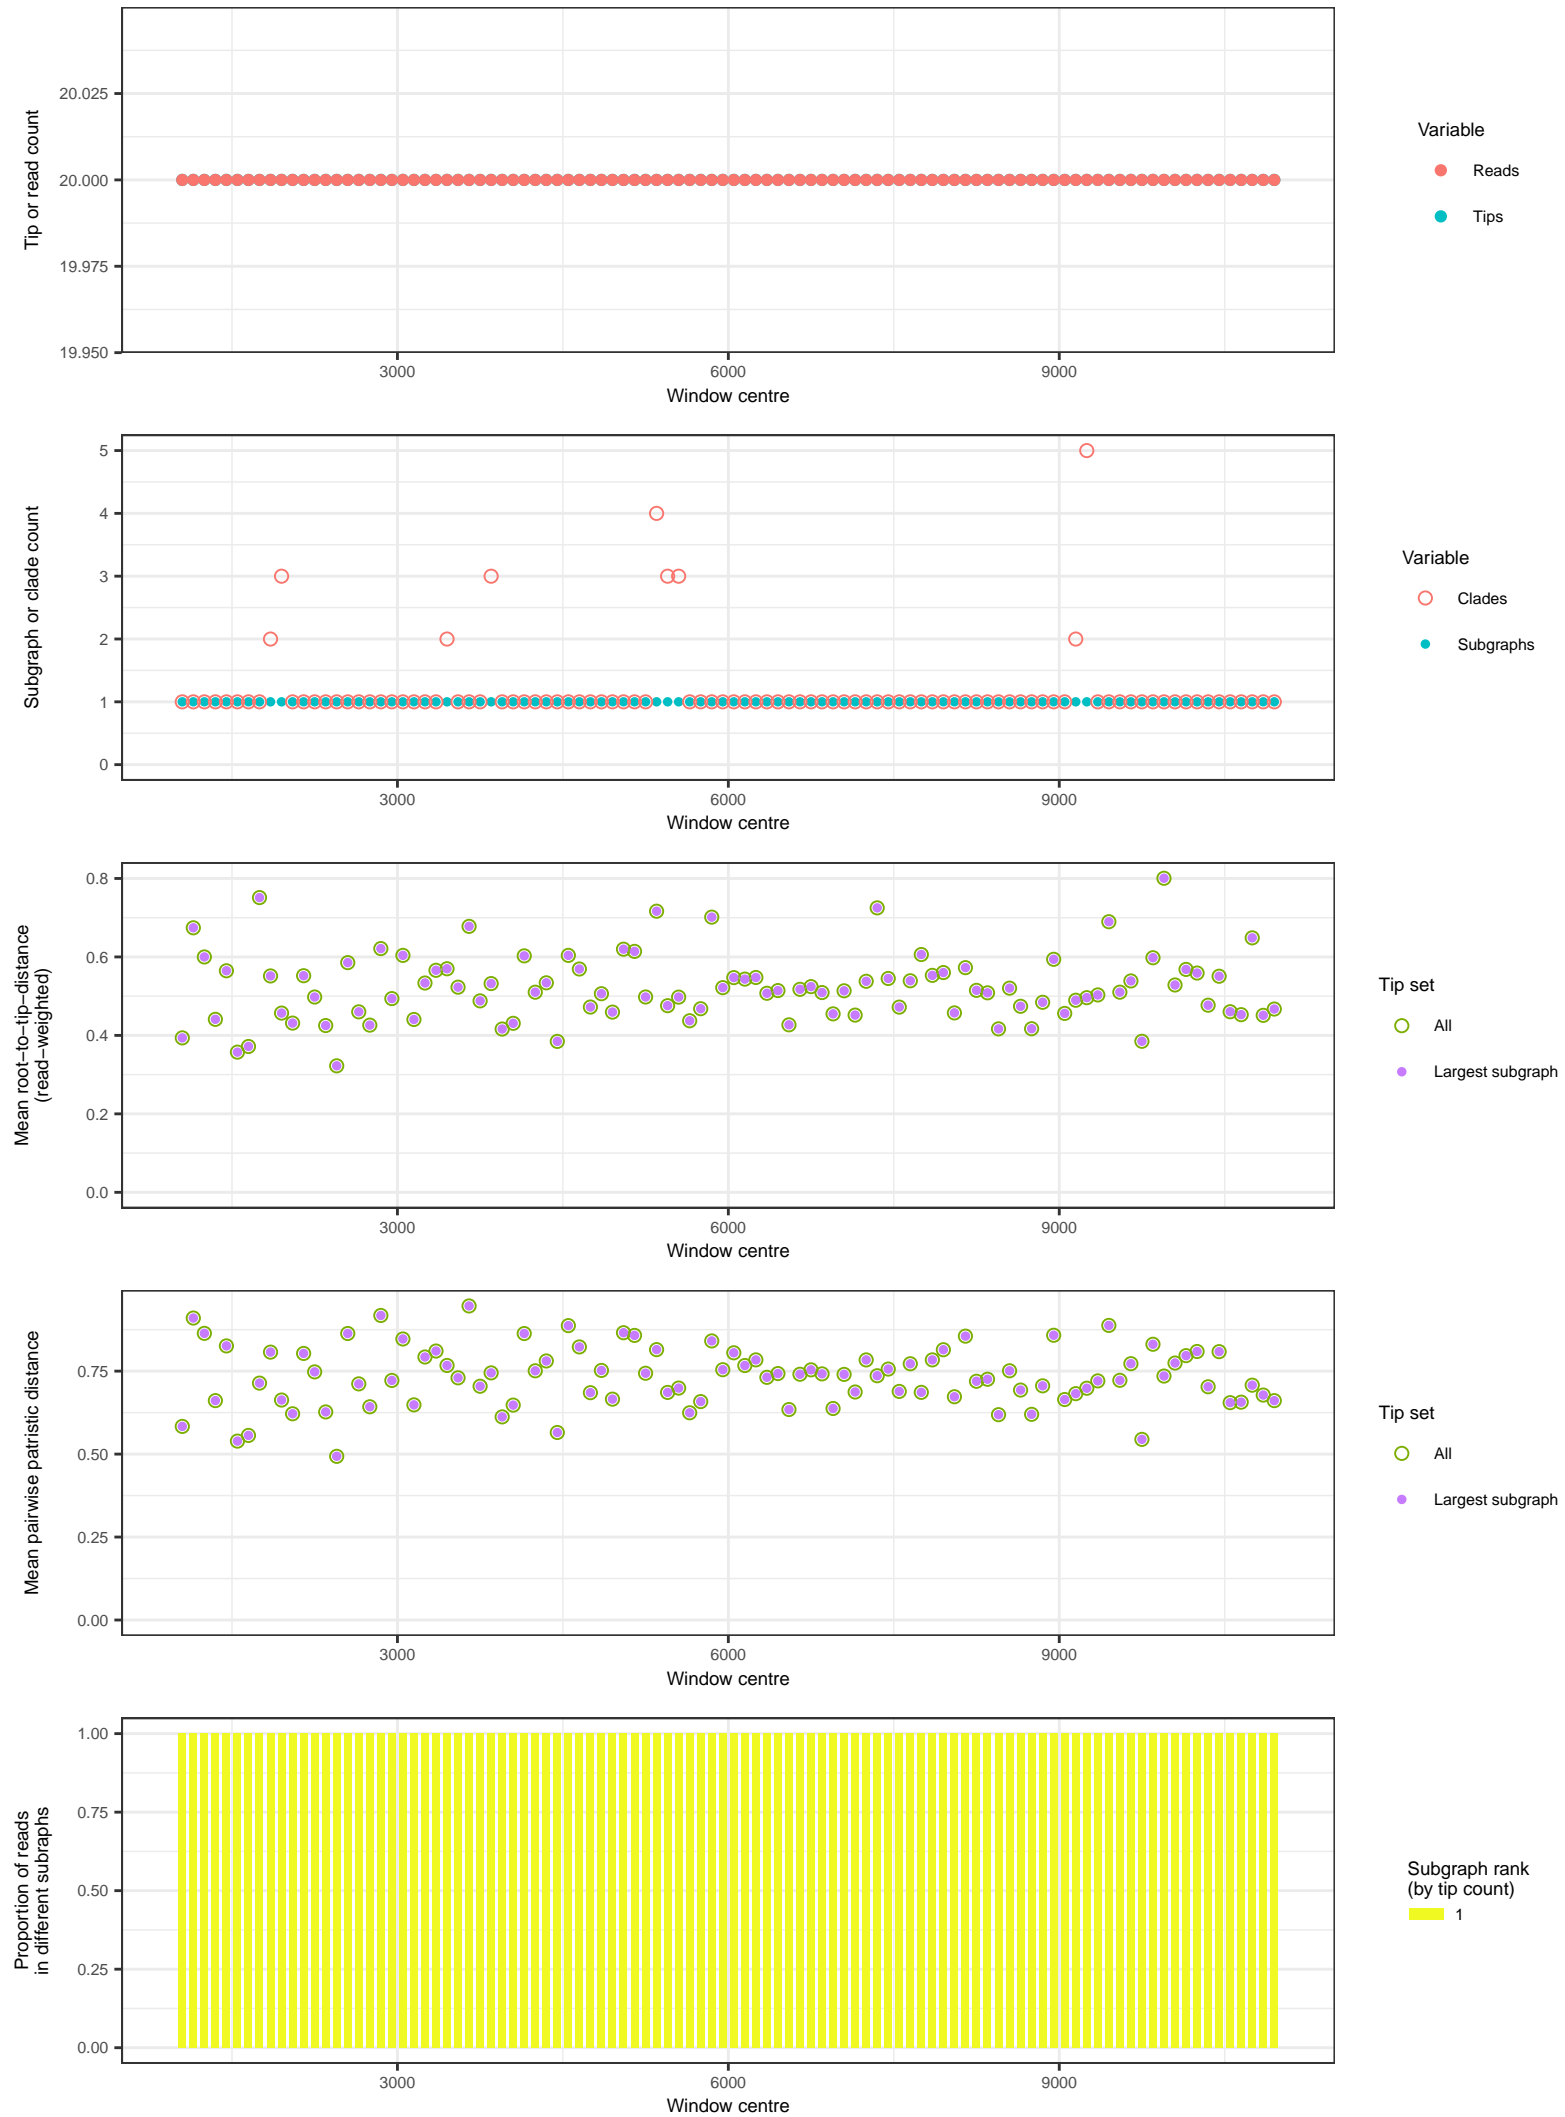 Tip or read count
20.025
20.000
19.975
19.950
3000
6000
9000
Window centre
Variable
Reads
Tips
Subgraph or clade count
5
4
3
2
1
0
3000
6000
9000
Window centre
Variable
Clades
Subgraphs
Mean root−to−tip−distance
(read−weighted)
0.8
0.6
0.4
0.2
0.0
3000
6000
9000
Window centre
Tip set
All
Largest subgraph
Mean pairwise patristic distance
0.75
0.50
0.25
0.00
3000
6000
9000
Window centre
Tip set
All
Largest subgraph
Proportion of reads
in different subraphs
1.00
0.75
0.50
0.25
0.00
3000
6000
9000
Window centre
Subgraph rank
(by tip count)
1